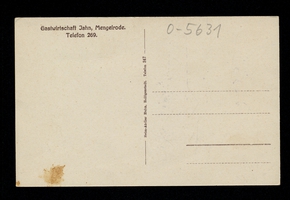 Gastwirtschaft Jahn, Mengelrode.
Telefon 269.
0-5631